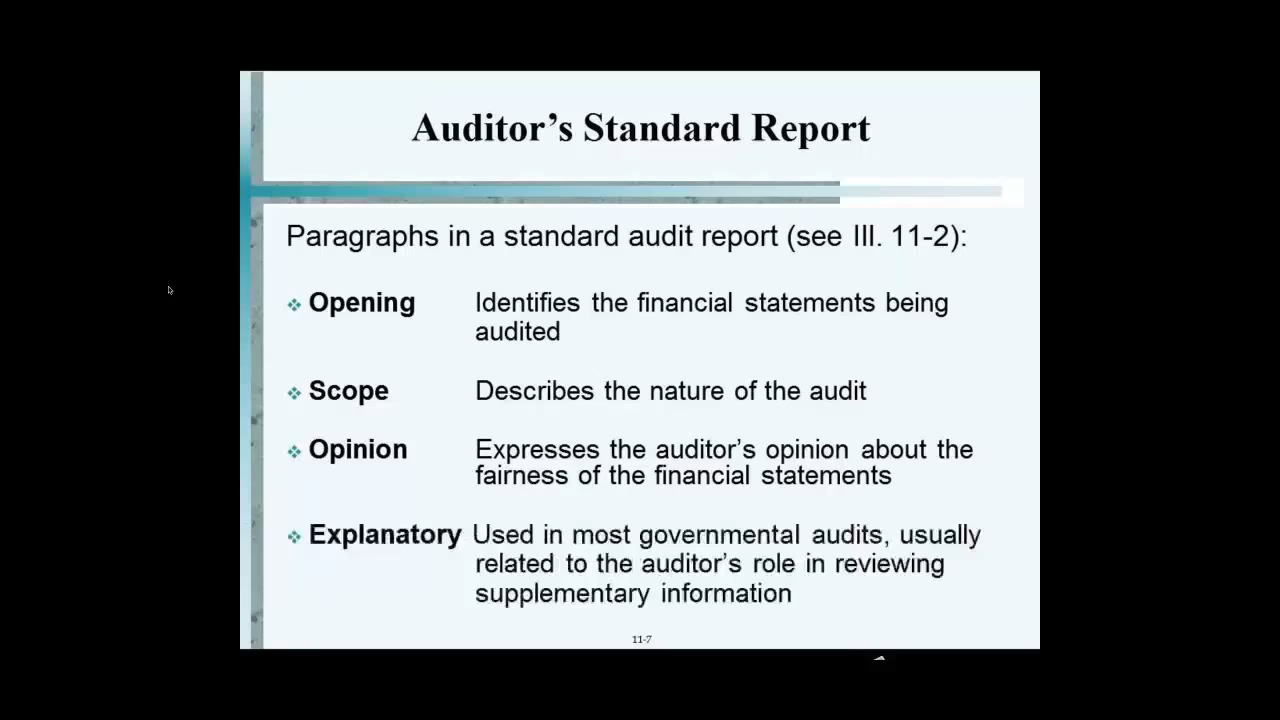 Auditor's Standard Report
Paragraphs in a standard audit report (see Ill. 11-2):
❖ Opening Identifies the financial statements being
audited
❖ Scope Describes the nature of the audit
❖ Opinion Expresses the auditor's opinion about the
fairness of the financial statements
❖ Explanatory Used in most governmental audits, usually
related to the auditor's role in reviewing
supplementary information
11-7